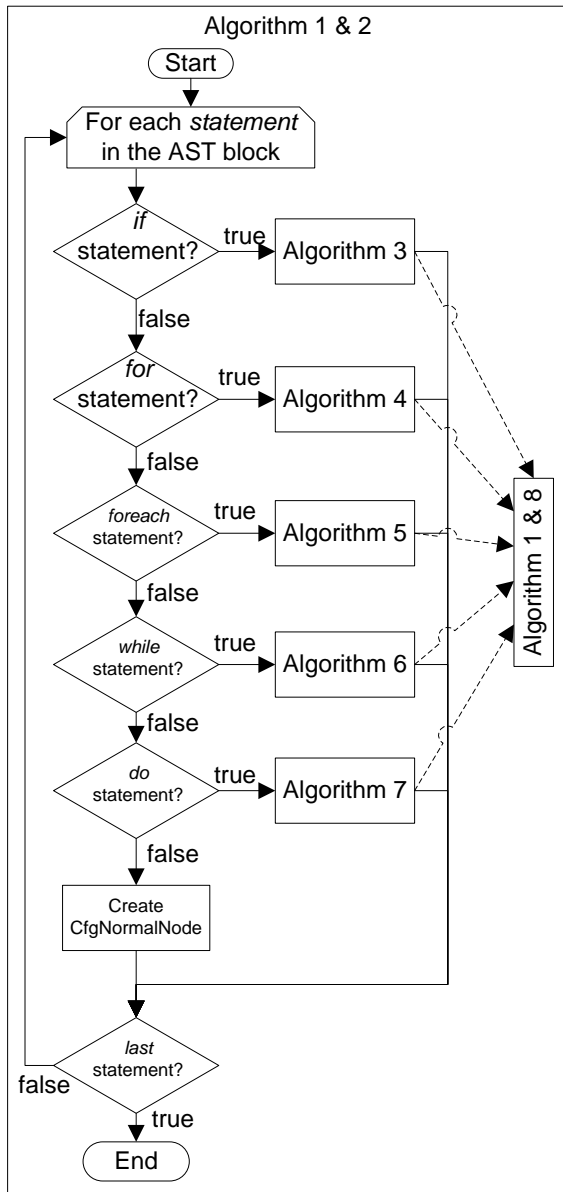 Algorithm 1 & 2
Start
For each statement
in the AST block
if
statement?
true
Algorithm 3
false
for
statement?
true
Algorithm 4
false
foreach
statement?
true
Algorithm 5
Algorithm 1 & 8
false
while
statement?
true
Algorithm 6
false
do
statement?
true
Algorithm 7
false
Create
CfgNormalNode
last
statement?
false
true
End